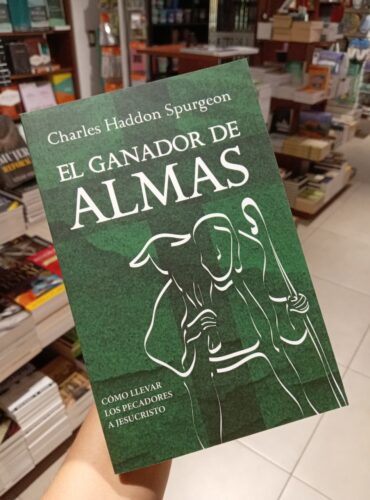 Charles Haddon Spurgeon
EL GANADOR DE
ALMAS
CÓMO LLEVAR
LOS PECADORES
A JESUCRISTO